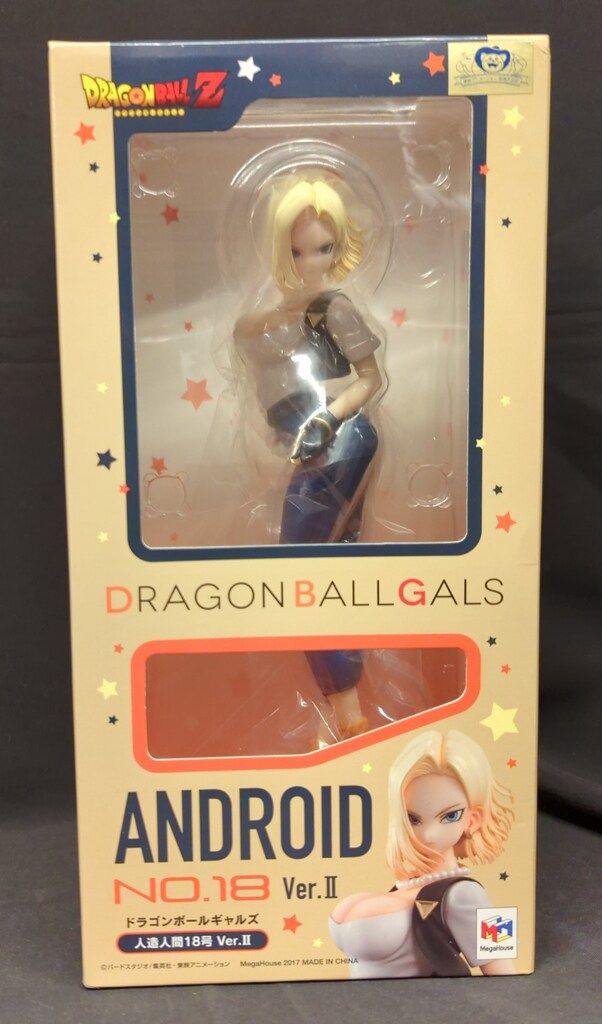 DRAGONBALL Z
DRAGON BALL GALS
ANDROID
NO.18 Ver.II
ドラゴンボールギャルズ
人造人間18号 Ver.II
©バードスタジオ/集英社・東映アニメーション MegaHouse 2017 MADE IN CHINA
MegaHouse